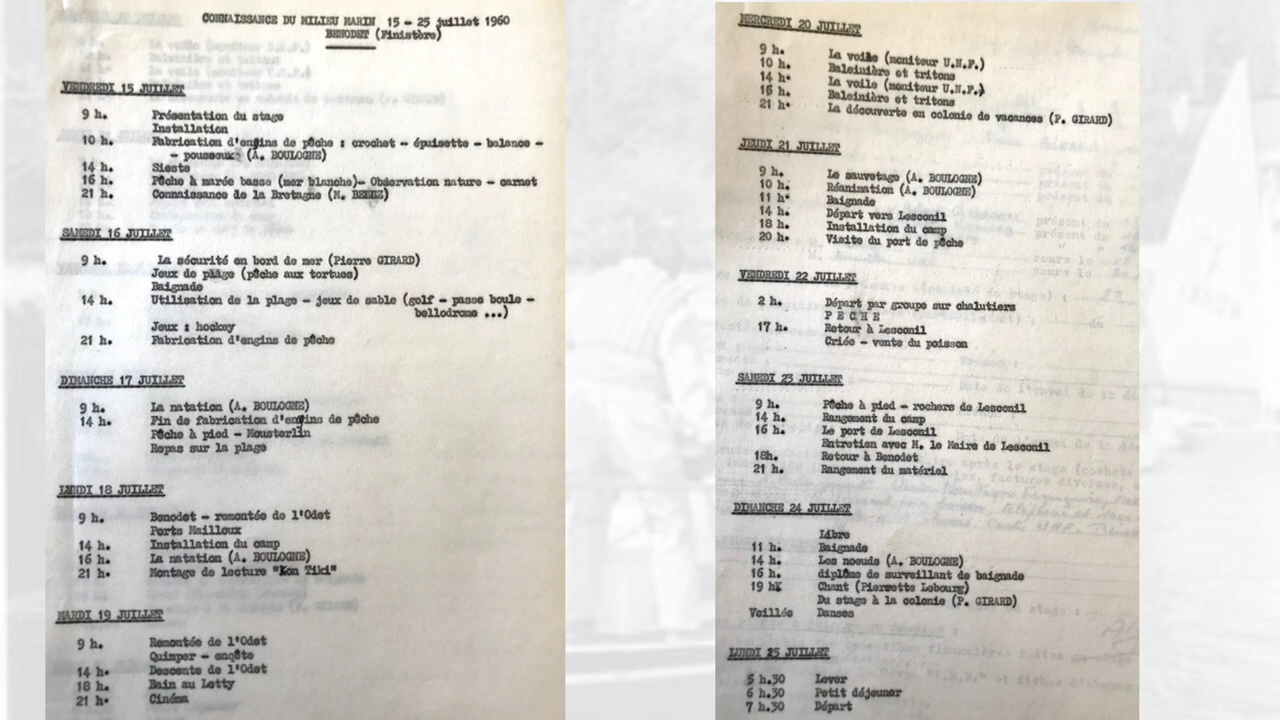 CONNAISSANCE DU MILIEU MARIN 15 - 25 juillet 1960
BENODET (Finistère)
VENDREDI 15 JUILLET
9 h. Présentation du stage
Installation
10 h. Fabrication d'engins de pêche : crochet - épuisette - balance -
- pousseux (A. BOULOGNE)
14 h. Sieste
16 h. Pêche à marée basse (mer blanche)- Observation nature - carnet
21 h. Connaissance de la Bretagne (M.
SAMEDI 16 JUILLET
9 h. La sécurité en bord de mer (Pierre GIRARD)
Jeux de plage (pêche aux tortues)
Baignade
14 h. Utilisation de la plage - jeux de sable (golf - passe boule -
bellodrome ...)
Jeux : hockey
21 h. Fabrication d'engins de pêche
DIMANCHE 17 JUILLET
9 h. La natation (A. BOULOGNE)
14 h. Fin de fabrication d'engins de pêche
Pêche à pied - Mousterlin
Repas sur la plage
LUNDI 18 JUILLET
9 h. Benodet - remontée de l'Odet
Ports Mailloux
14 h. Installation du camp
16 h. La natation (A. BOULOGNE)
21 h. Montage de lecture "Kon Tiki"
MARDI 19 JUILLET
9 h. Remontée de l'Odet
Quimper - enqête
14 h. Descente de l'Odet
18 h. Bain au Letty
21 h. Cinéma
MERCREDI 20 JUILLET
9 h. La voile (moniteur U.N.F.)
10 h. Baleinière et tritons
14 h. La voile (moniteur U.N.F.)
16 h. Baleinière et tritons
21 h. La découverte en colonie de vacances (P. GIRARD)
JEUDI 21 JUILLET
9 h. Le sauvetage (A. BOULOGNE)
10 h. Réanimation (A. BOULOGNE)
11 h. Baignade
14 h. Départ vers Lesconil
18 h. Installation du camp
20 h. Visite du port de pêche
VENDREDI 22 JUILLET
2 h. Départ par groupe sur chalutiers
P E C H E
17 h. Retour à Lesconil
Criée - vente du poisson
SAMEDI 23 JUILLET
9 h. Pêche à pied - rochers de Lesconil
14 h. Rangement du camp
16 h. Le port de Lesconil
Entretien avec M. le Maire de Lesconil
18h. Retour à Benodet
21 h. Rangement du matériel
DIMANCHE 24 JUILLET
Libre
11 h. Baignade
14 h. Les noeuds (A. BOULOGNE)
16 h. diplôme de surveillant de baignade
19 h Chant (Pierrette Lebourg)
Du stage à la colonie (P. GIRARD)
Veillée Danses
LUNDI 25 JUILLET
5 h.30 Lever
6 h.30 Petit déjeuner
7 h.30 Départ